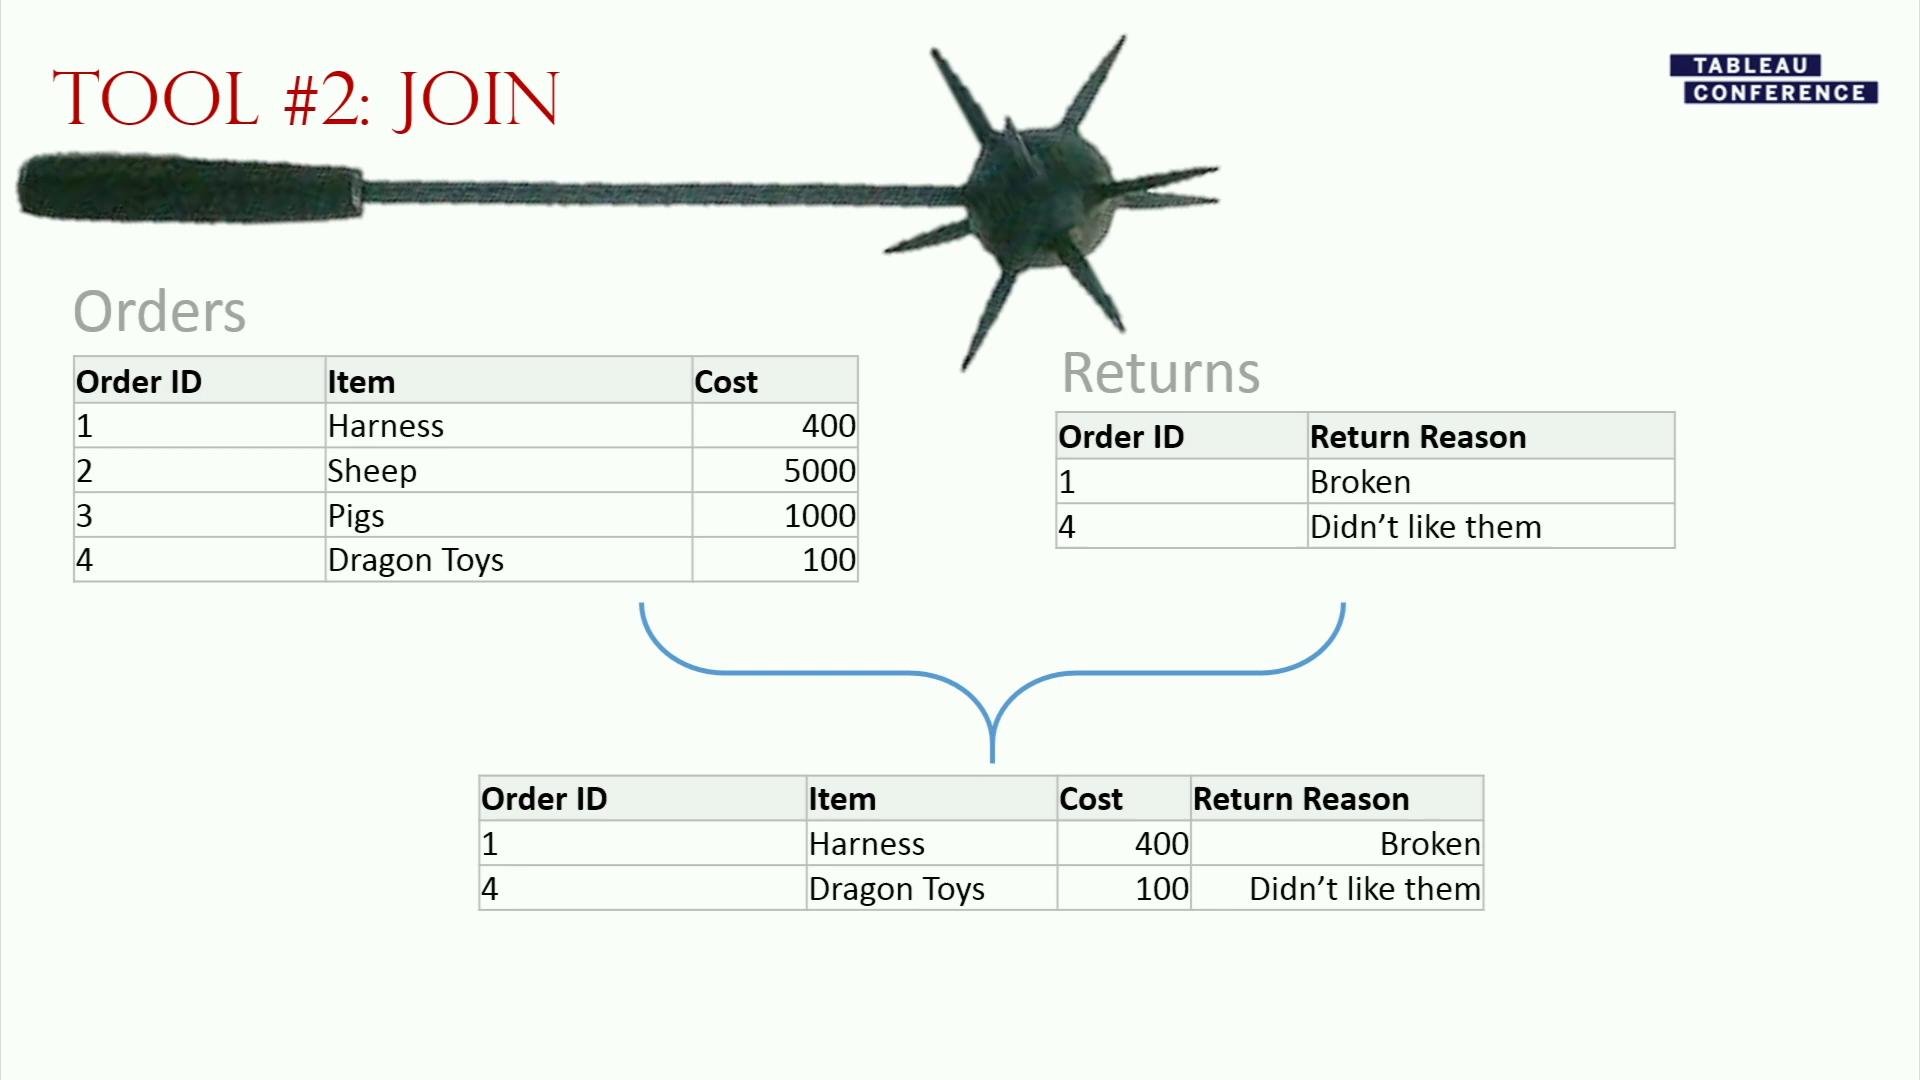 TOOL #2: JOIN
TABLEAU
CONFERENCE
Orders
Order ID Item Cost
1 Harness 400
2 Sheep 5000
3 Pigs 1000
4 Dragon Toys 100
Returns
Order ID Return Reason
1 Broken
4 Didn’t like them
Order ID Item Cost Return Reason
1 Harness 400 Broken
4 Dragon Toys 100 Didn’t like them